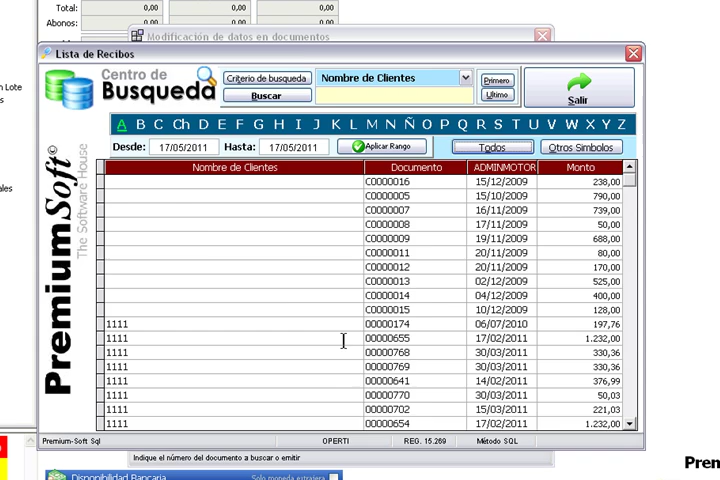 Total: 0,00 0,00 0,00
Abonos: 0,00 0,00 0,00
Modificación de datos en documentos
Lista de Recibos
n Lote
s
ales
Centro de
Busqueda
Criterio de busqueda
Nombre de Clientes
Buscar
Primero
Ultimo
Salir
A B C Ch D E F G H I J K L M N Ñ O P Q R S T U V W X Y Z
Desde: 17/05/2011 Hasta: 17/05/2011 Aplicar Rango Todos Otros Simbolos
PremiumSoft©
The Software House
Nombre de Clientes Documento ADMINMOTOR Monto
C0000016 15/12/2009 238,00
C0000005 15/10/2009 790,00
C0000007 16/11/2009 739,00
C0000008 17/11/2009 50,00
C0000009 19/11/2009 688,00
C0000011 20/11/2009 80,00
C0000012 20/11/2009 170,00
C0000013 02/12/2009 525,00
C0000014 04/12/2009 400,00
C0000015 10/12/2009 128,00
1111 00000174 06/07/2010 197,76
1111 00000655 17/02/2011 1.232,00
1111 00000768 30/03/2011 330,36
1111 00000769 30/03/2011 330,36
1111 00000641 14/02/2011 376,99
1111 00000770 30/03/2011 50,03
1111 00000702 15/03/2011 221,03
1111 00000654 17/02/2011 1.232,00
Premium-Soft Sql OPERTI REG. 15.269 Método SQL
Indique el número del documento a buscar o emitir
Disponibilidad Bancaria Solo moneda extrajera
Prem